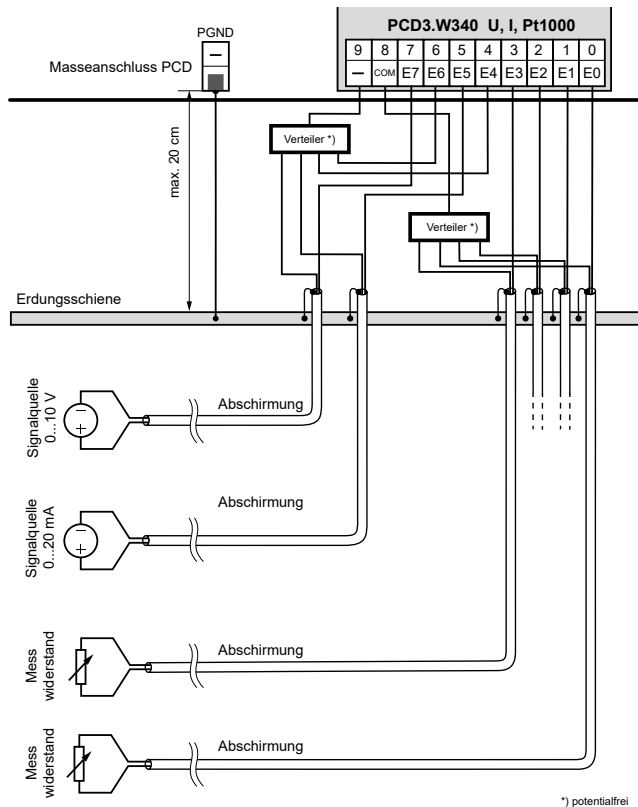 PGND
–
Masseanschluss PCD
PCD3.W340 U, I, Pt1000
9 8 7 6 5 4 3 2 1 0
– COM E7 E6 E5 E4 E3 E2 E1 E0
max. 20 cm
Verteiler *)
Verteiler *)
Erdungsschiene
Signalquelle
0...10 V
– +
Abschirmung
Signalquelle
0...20 mA
– +
Abschirmung
Mess
widerstand
Abschirmung
Mess
widerstand
Abschirmung
*) potentialfrei